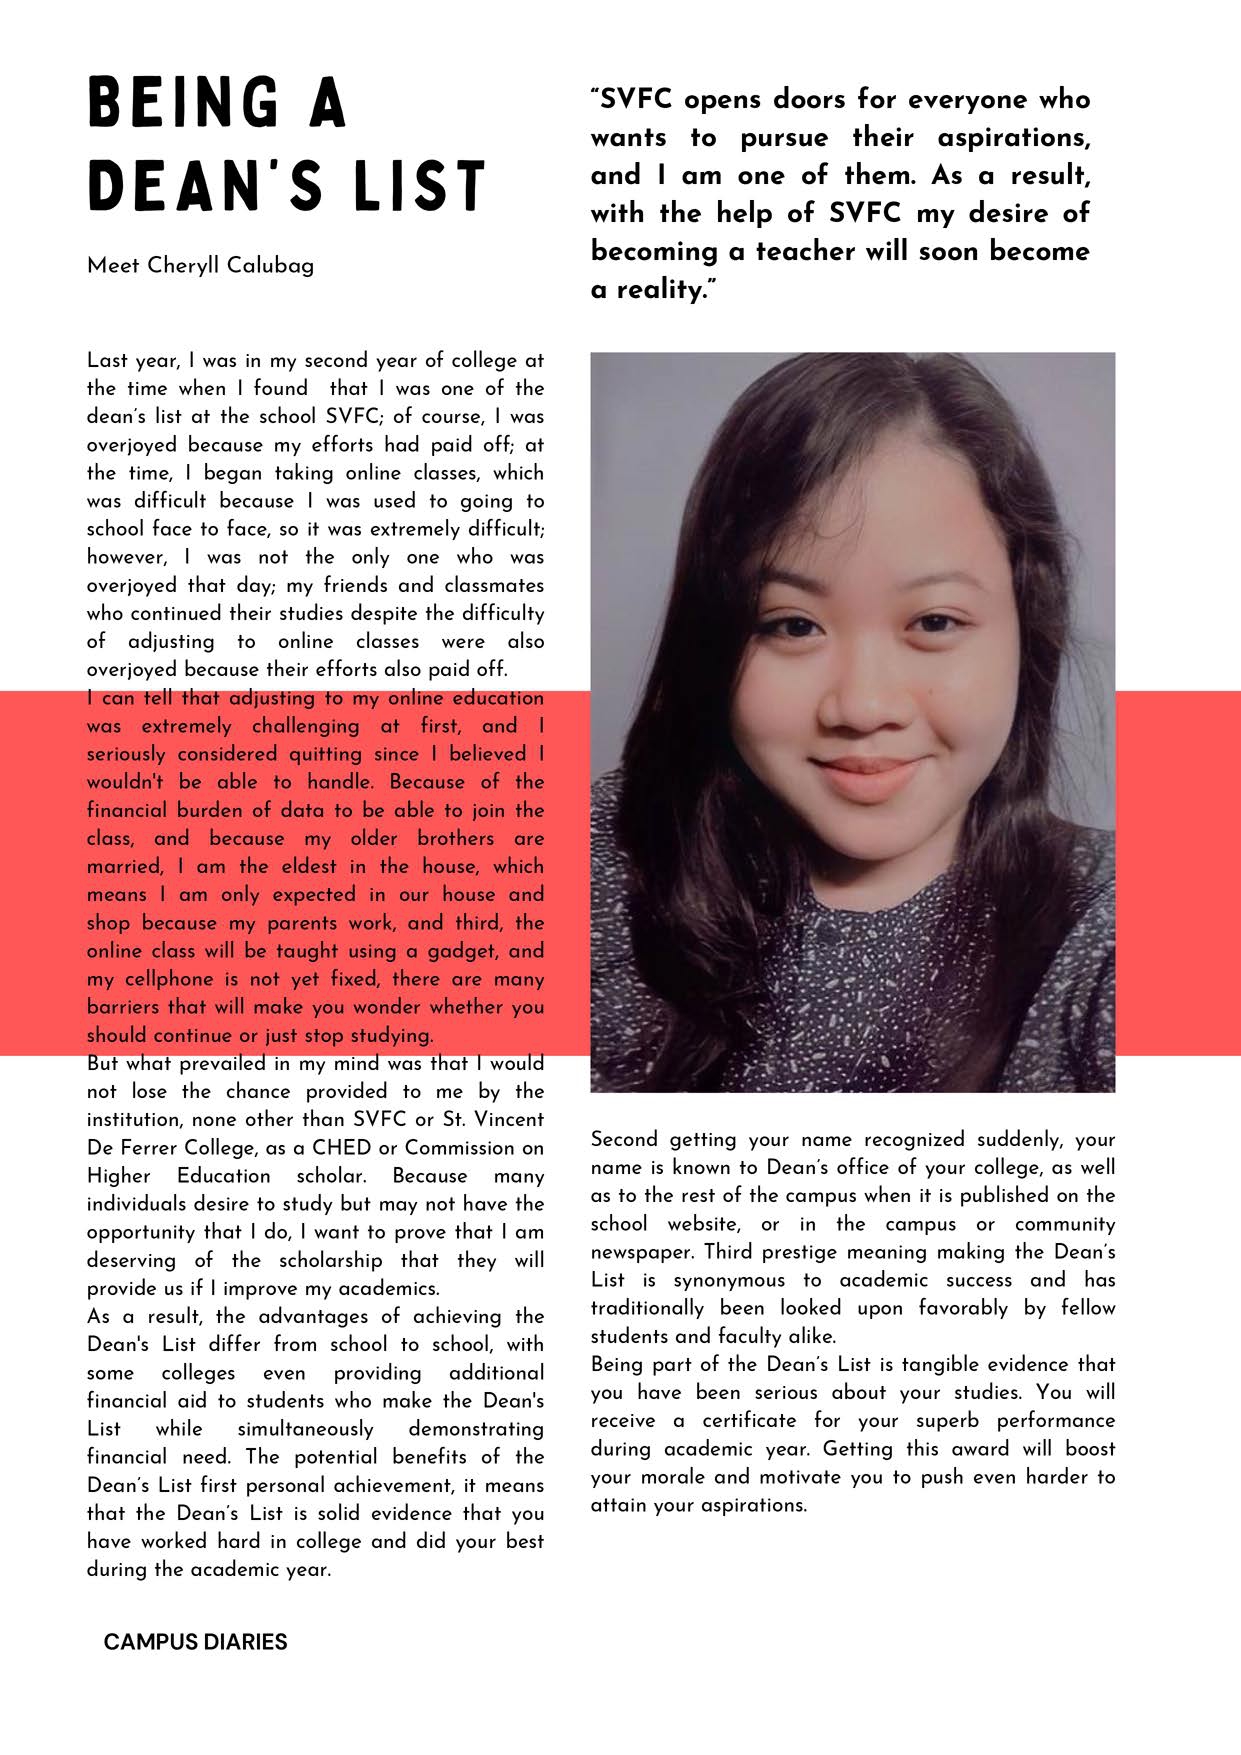 BEING A
DEAN'S LIST
Meet Cheryll Calubag
“SVFC opens doors for everyone who
wants to pursue their aspirations,
and I am one of them. As a result,
with the help of SVFC my desire of
becoming a teacher will soon become
a reality.”
Last year, I was in my second year of college at
the time when I found that I was one of the
dean’s list at the school SVFC; of course, I was
overjoyed because my efforts had paid off; at
the time, I began taking online classes, which
was difficult because I was used to going to
school face to face, so it was extremely difficult;
however, I was not the only one who was
overjoyed that day; my friends and classmates
who continued their studies despite the difficulty
of adjusting to online classes were also
overjoyed because their efforts also paid off.
I can tell that adjusting to my online education
was extremely challenging at first, and I
seriously considered quitting since I believed I
wouldn't be able to handle. Because of the
financial burden of data to be able to join the
class, and because my older brothers are
married, I am the eldest in the house, which
means I am only expected in our house and
shop because my parents work, and third, the
online class will be taught using a gadget, and
my cellphone is not yet fixed, there are many
barriers that will make you wonder whether you
should continue or just stop studying.
But what prevailed in my mind was that I would
not lose the chance provided to me by the
institution, none other than SVFC or St. Vincent
De Ferrer College, as a CHED or Commission on
Higher Education scholar. Because many
individuals desire to study but may not have the
opportunity that I do, I want to prove that I am
deserving of the scholarship that they will
provide us if I improve my academics.
As a result, the advantages of achieving the
Dean's List differ from school to school, with
some colleges even providing additional
financial aid to students who make the Dean's
List while simultaneously demonstrating
financial need. The potential benefits of the
Dean’s List first personal achievement, it means
that the Dean’s List is solid evidence that you
have worked hard in college and did your best
during the academic year.
Second getting your name recognized suddenly, your
name is known to Dean’s office of your college, as well
as to the rest of the campus when it is published on the
school website, or in the campus or community
newspaper. Third prestige meaning making the Dean’s
List is synonymous to academic success and has
traditionally been looked upon favorably by fellow
students and faculty alike.
Being part of the Dean’s List is tangible evidence that
you have been serious about your studies. You will
receive a certificate for your superb performance
during academic year. Getting this award will boost
your morale and motivate you to push even harder to
attain your aspirations.
CAMPUS DIARIES